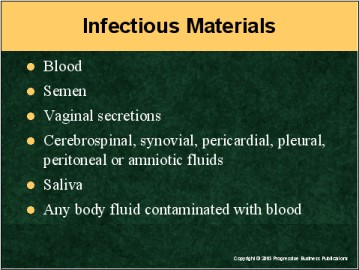 Infectious Materials
Blood
Semen
Vaginal secretions
Cerebrospinal, synovial, pericardial, pleural,
peritoneal or amniotic fluids
Saliva
Any body fluid contaminated with blood
Copyright © 2005 Progressive Business Publications